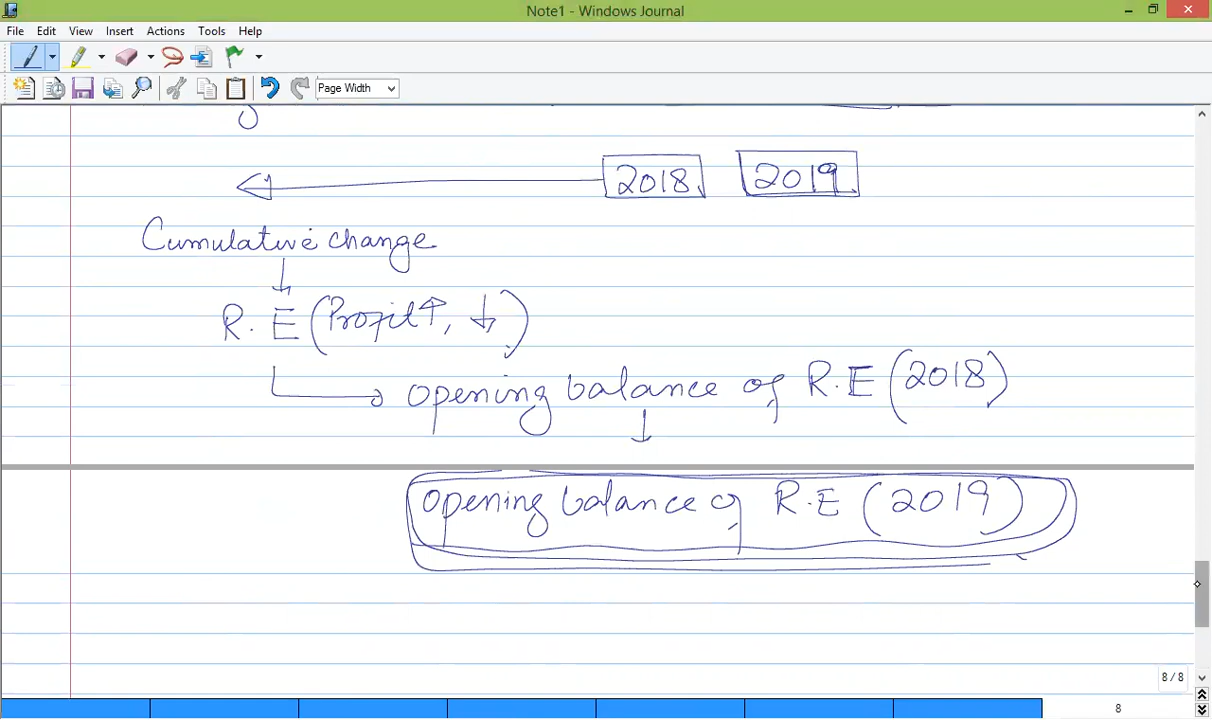 Note1 - Windows Journal
File Edit View Insert Actions Tools Help
Page Width
2018 2019
Cumulative change
R. E (Profit ↑, ↓)
opening balance of R.E (2018)
opening balance of R.E (2019)
8 / 8
8